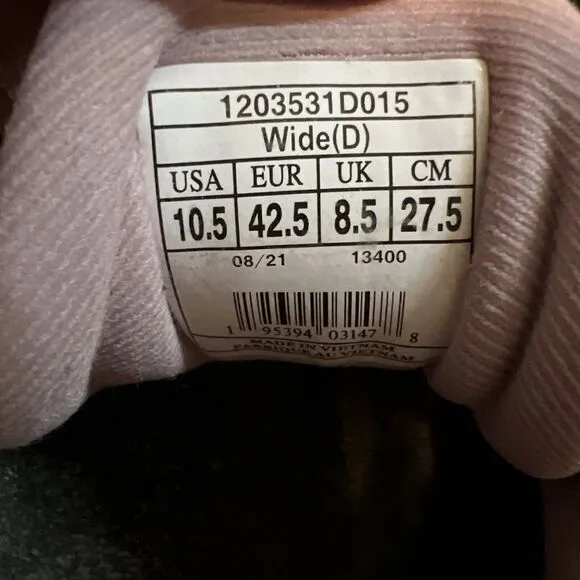 1203531D015
Wide(D)
USA EUR UK CM
10.5 42.5 8.5 27.5
08/21 13400
1 95394 03147 8
MADE IN VIETNAM
FABRIQUE AU VIETNAM